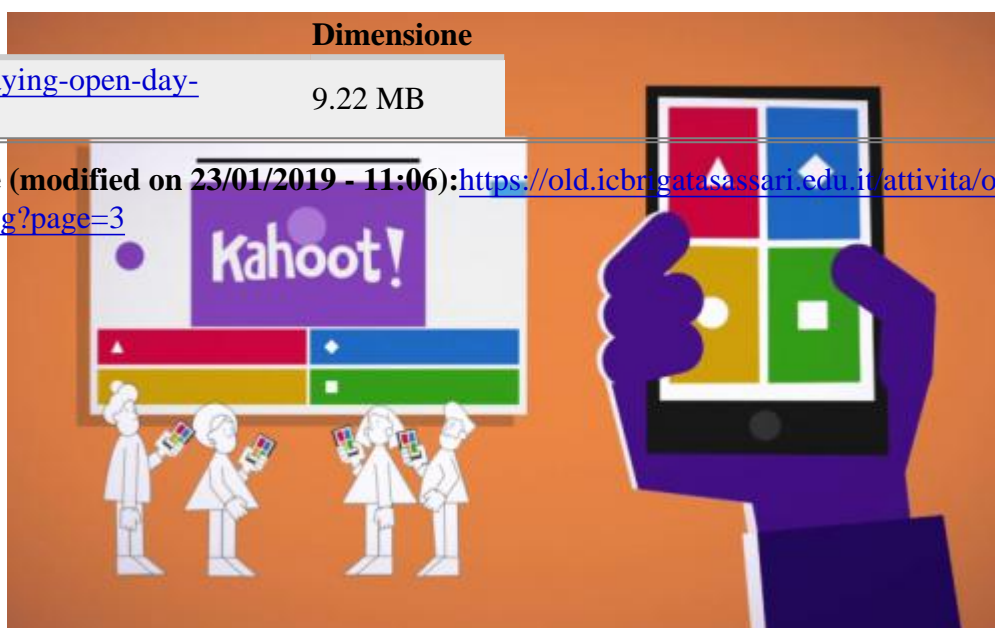 Dimensione
ying-open-day-
9.22 MB
(modified on 23/01/2019 - 11:06):https://old.icbrigatasassari.edu.it/attivita/o
g?page=3
Kahoot!